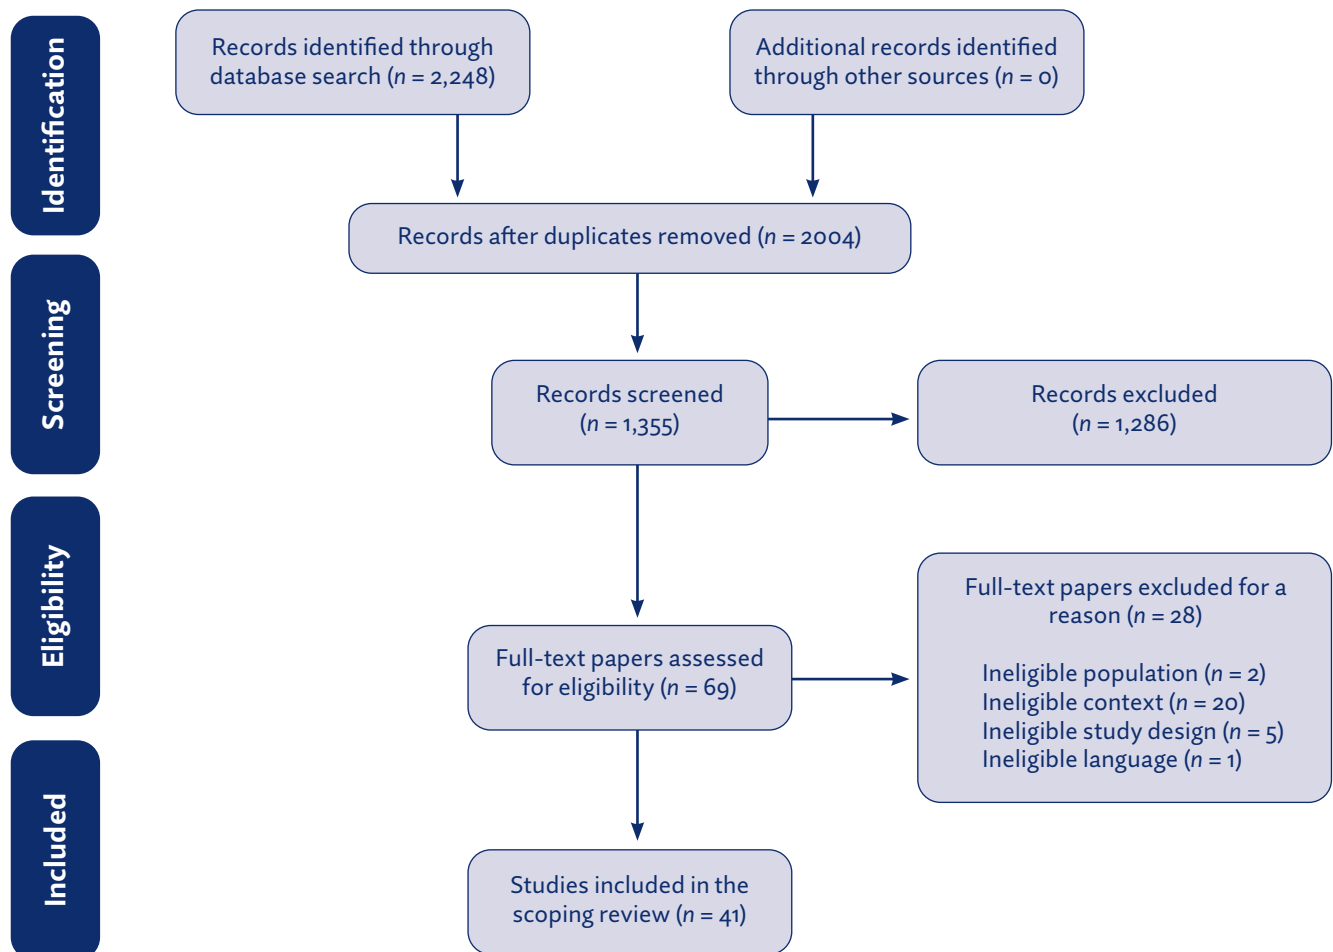 Identification
Records identified through
database search (n = 2,248)
Additional records identified
through other sources (n = 0)
Records after duplicates removed (n = 2004)
Screening
Records screened
(n = 1,355)
Records excluded
(n = 1,286)
Eligibility
Full-text papers assessed
for eligibility (n = 69)
Full-text papers excluded for a
reason (n = 28)
Ineligible population (n = 2)
Ineligible context (n = 20)
Ineligible study design (n = 5)
Ineligible language (n = 1)
Included
Studies included in the
scoping review (n = 41)